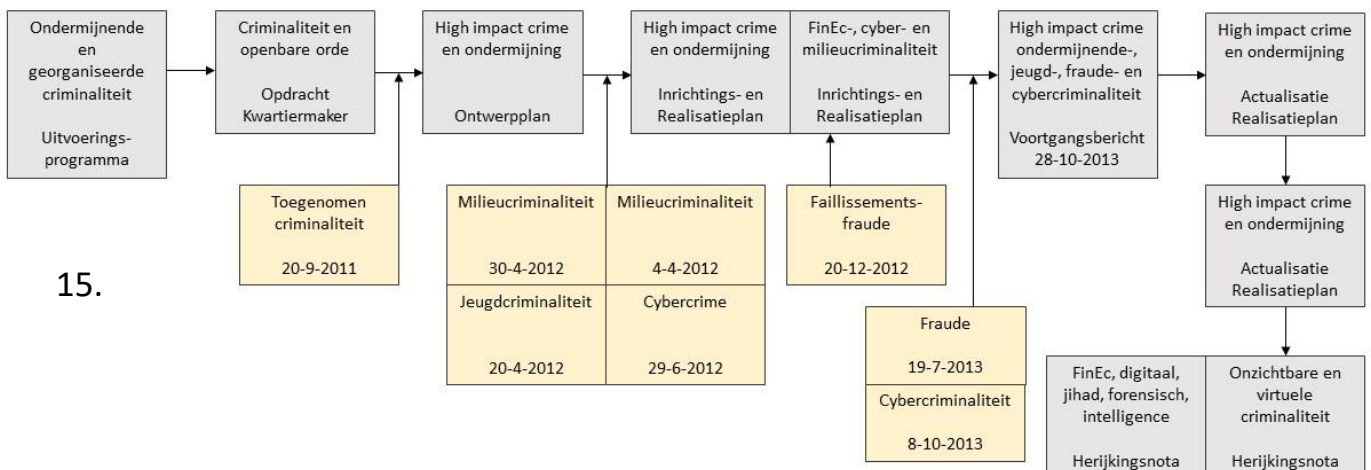 Ondermijnende
en
georganiseerde
criminaliteit
Uitvoerings-
programma
Criminaliteit en
openbare orde
Opdracht
Kwartiermaker
High impact crime
en ondermijning
Ontwerpplan
High impact crime
en ondermijning
Inrichtings- en
Realisatieplan
FinEc-, cyber- en
milieucriminaliteit
Inrichtings- en
Realisatieplan
High impact crime
ondermijnende-,
jeugd-, fraude- en
cybercriminaliteit
Voortgangsbericht
28-10-2013
High impact crime
en ondermijning
Actualisatie
Realisatieplan
Toegenomen
criminaliteit
20-9-2011
Milieucriminaliteit
30-4-2012
Milieucriminaliteit
4-4-2012
Jeugdcriminaliteit
20-4-2012
Cybercrime
29-6-2012
Faillissements-
fraude
20-12-2012
High impact crime
en ondermijning
Actualisatie
Realisatieplan
15.
Fraude
19-7-2013
Cybercriminaliteit
8-10-2013
FinEc, digitaal,
jihad, forensisch,
intelligence
Herijkingsnota
Onzichtbare en
virtuele
criminaliteit
Herijkingsnota